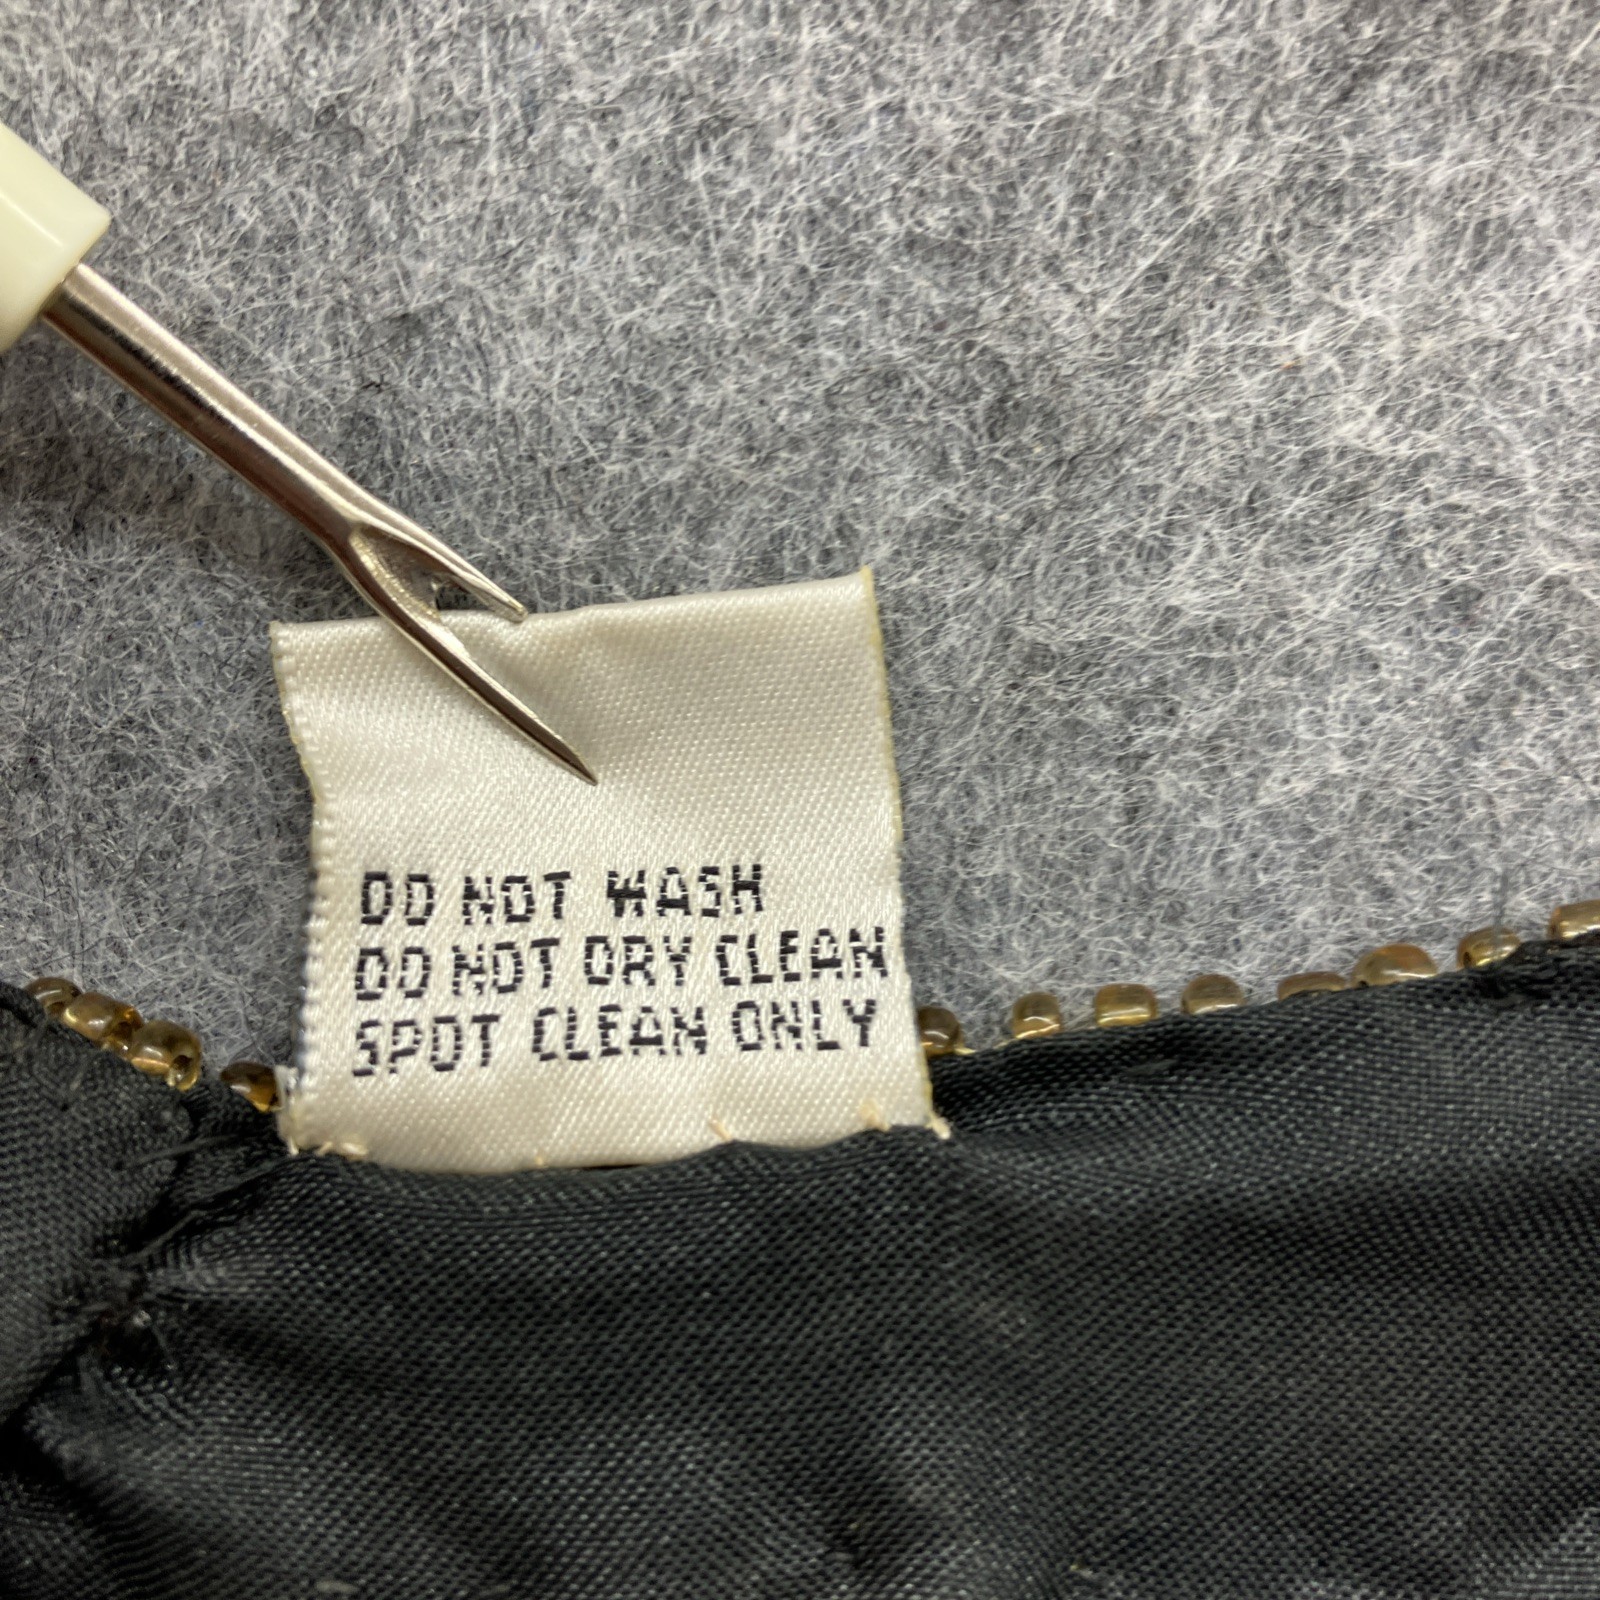 DO NOT WASH
DO NOT DRY CLEAN
SPOT CLEAN ONLY